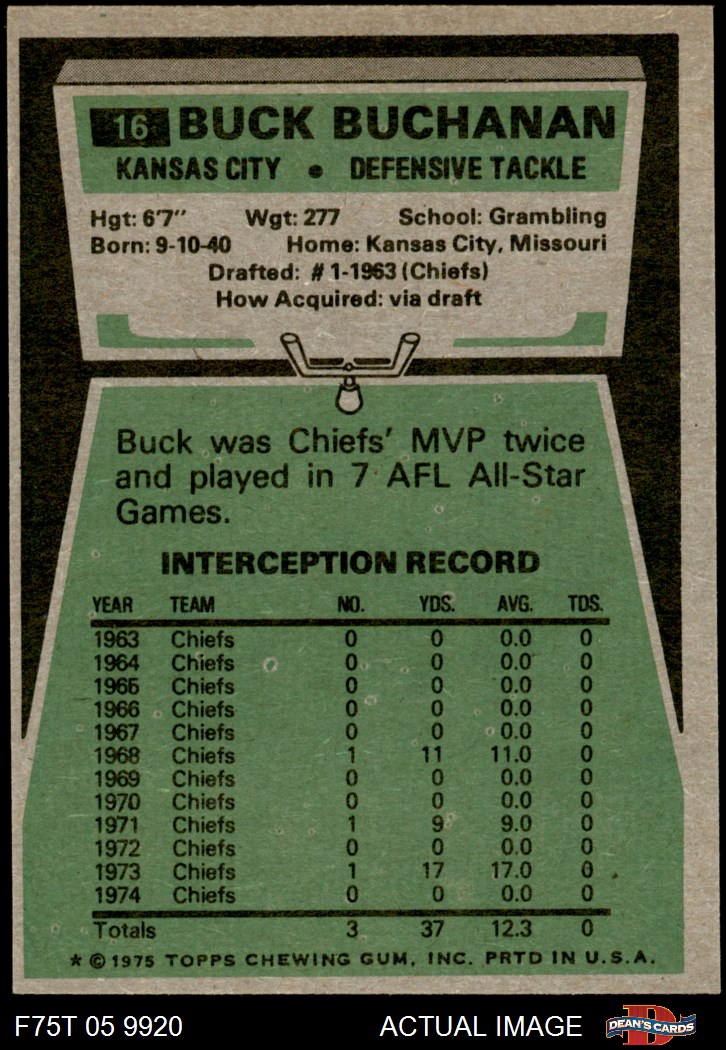 16 BUCK BUCHANAN
KANSAS CITY • DEFENSIVE TACKLE
Hgt: 6'7" Wgt: 277 School: Grambling
Born: 9-10-40 Home: Kansas City, Missouri
Drafted: #1-1963 (Chiefs)
How Acquired: via draft
Buck was Chiefs' MVP twice
and played in 7 AFL All-Star
Games.
INTERCEPTION RECORD
YEAR TEAM NO. YDS. AVG. TDS.
1963 Chiefs 0 0 0.0 0
1964 Chiefs 0 0 0.0 0
1965 Chiefs 0 0 0.0 0
1966 Chiefs 0 0 0.0 0
1967 Chiefs 0 0 0.0 0
1968 Chiefs 1 11 11.0 0
1969 Chiefs 0 0 0.0 0
1970 Chiefs 0 0 0.0 0
1971 Chiefs 1 9 9.0 0
1972 Chiefs 0 0 0.0 0
1973 Chiefs 1 17 17.0 0
1974 Chiefs 0 0 0.0 0
Totals 3 37 12.3 0
* © 1975 TOPPS CHEWING GUM, INC. PRTD IN U.S.A.
F75T 05 9920 ACTUAL IMAGE D DEAN'S CARDS